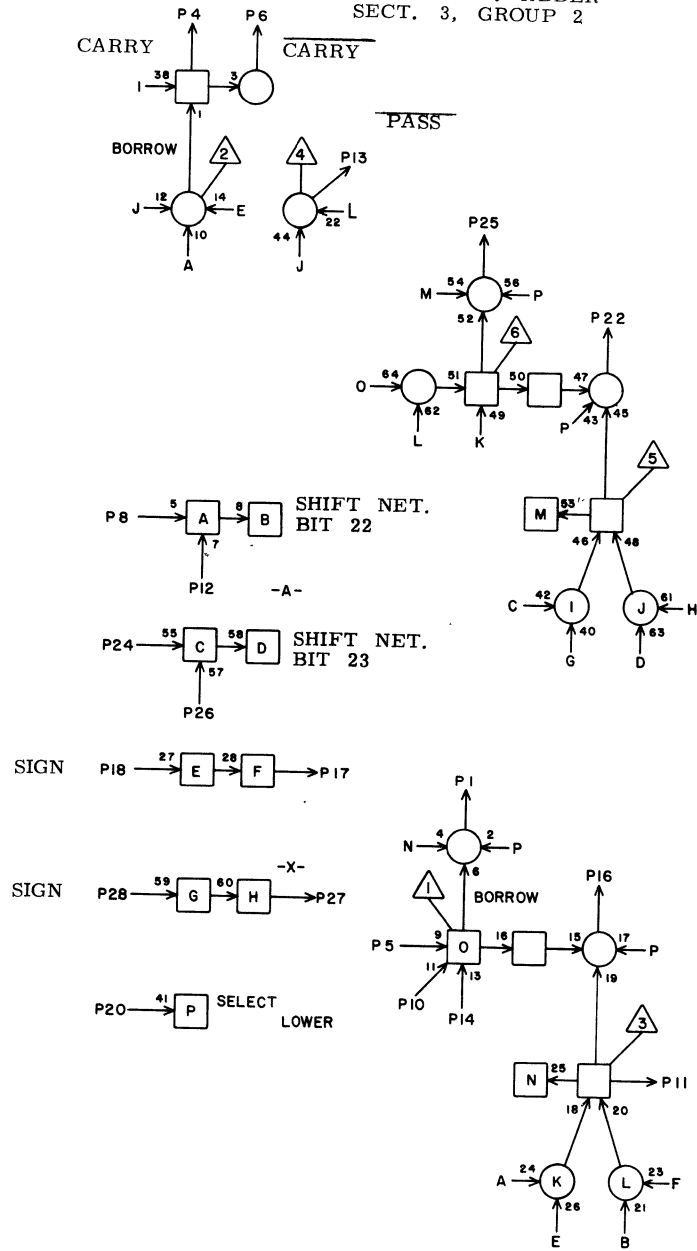 SECT. 3, GROUP 2
P4 P6
CARRY CARRY
38 3
I
1
PASS
BORROW
2 4 P13
12 14
J E L
10 44 22
A J
P25
54 56
M P
52
6 P22
64 51 50 47
O
62 49 P 43 45
L K
5
5 8 SHIFT NET.
P8 A B BIT 22
M 53
7
46 48
P12 -A-
42 61
C I J H
40 63
55 58 SHIFT NET.
P24 C D BIT 23
G D
57
P26
27 28
SIGN P18 E F P17
P1
4 2
N P
-X-
6
59 60
SIGN P28 G H P27
1 BORROW P16
9 16 15 17
P5 O P
11 13 19
P10 P14
41 SELECT
P20 P LOWER
3
25
N P11
18 20
24 23
A K L F
26 21
E B